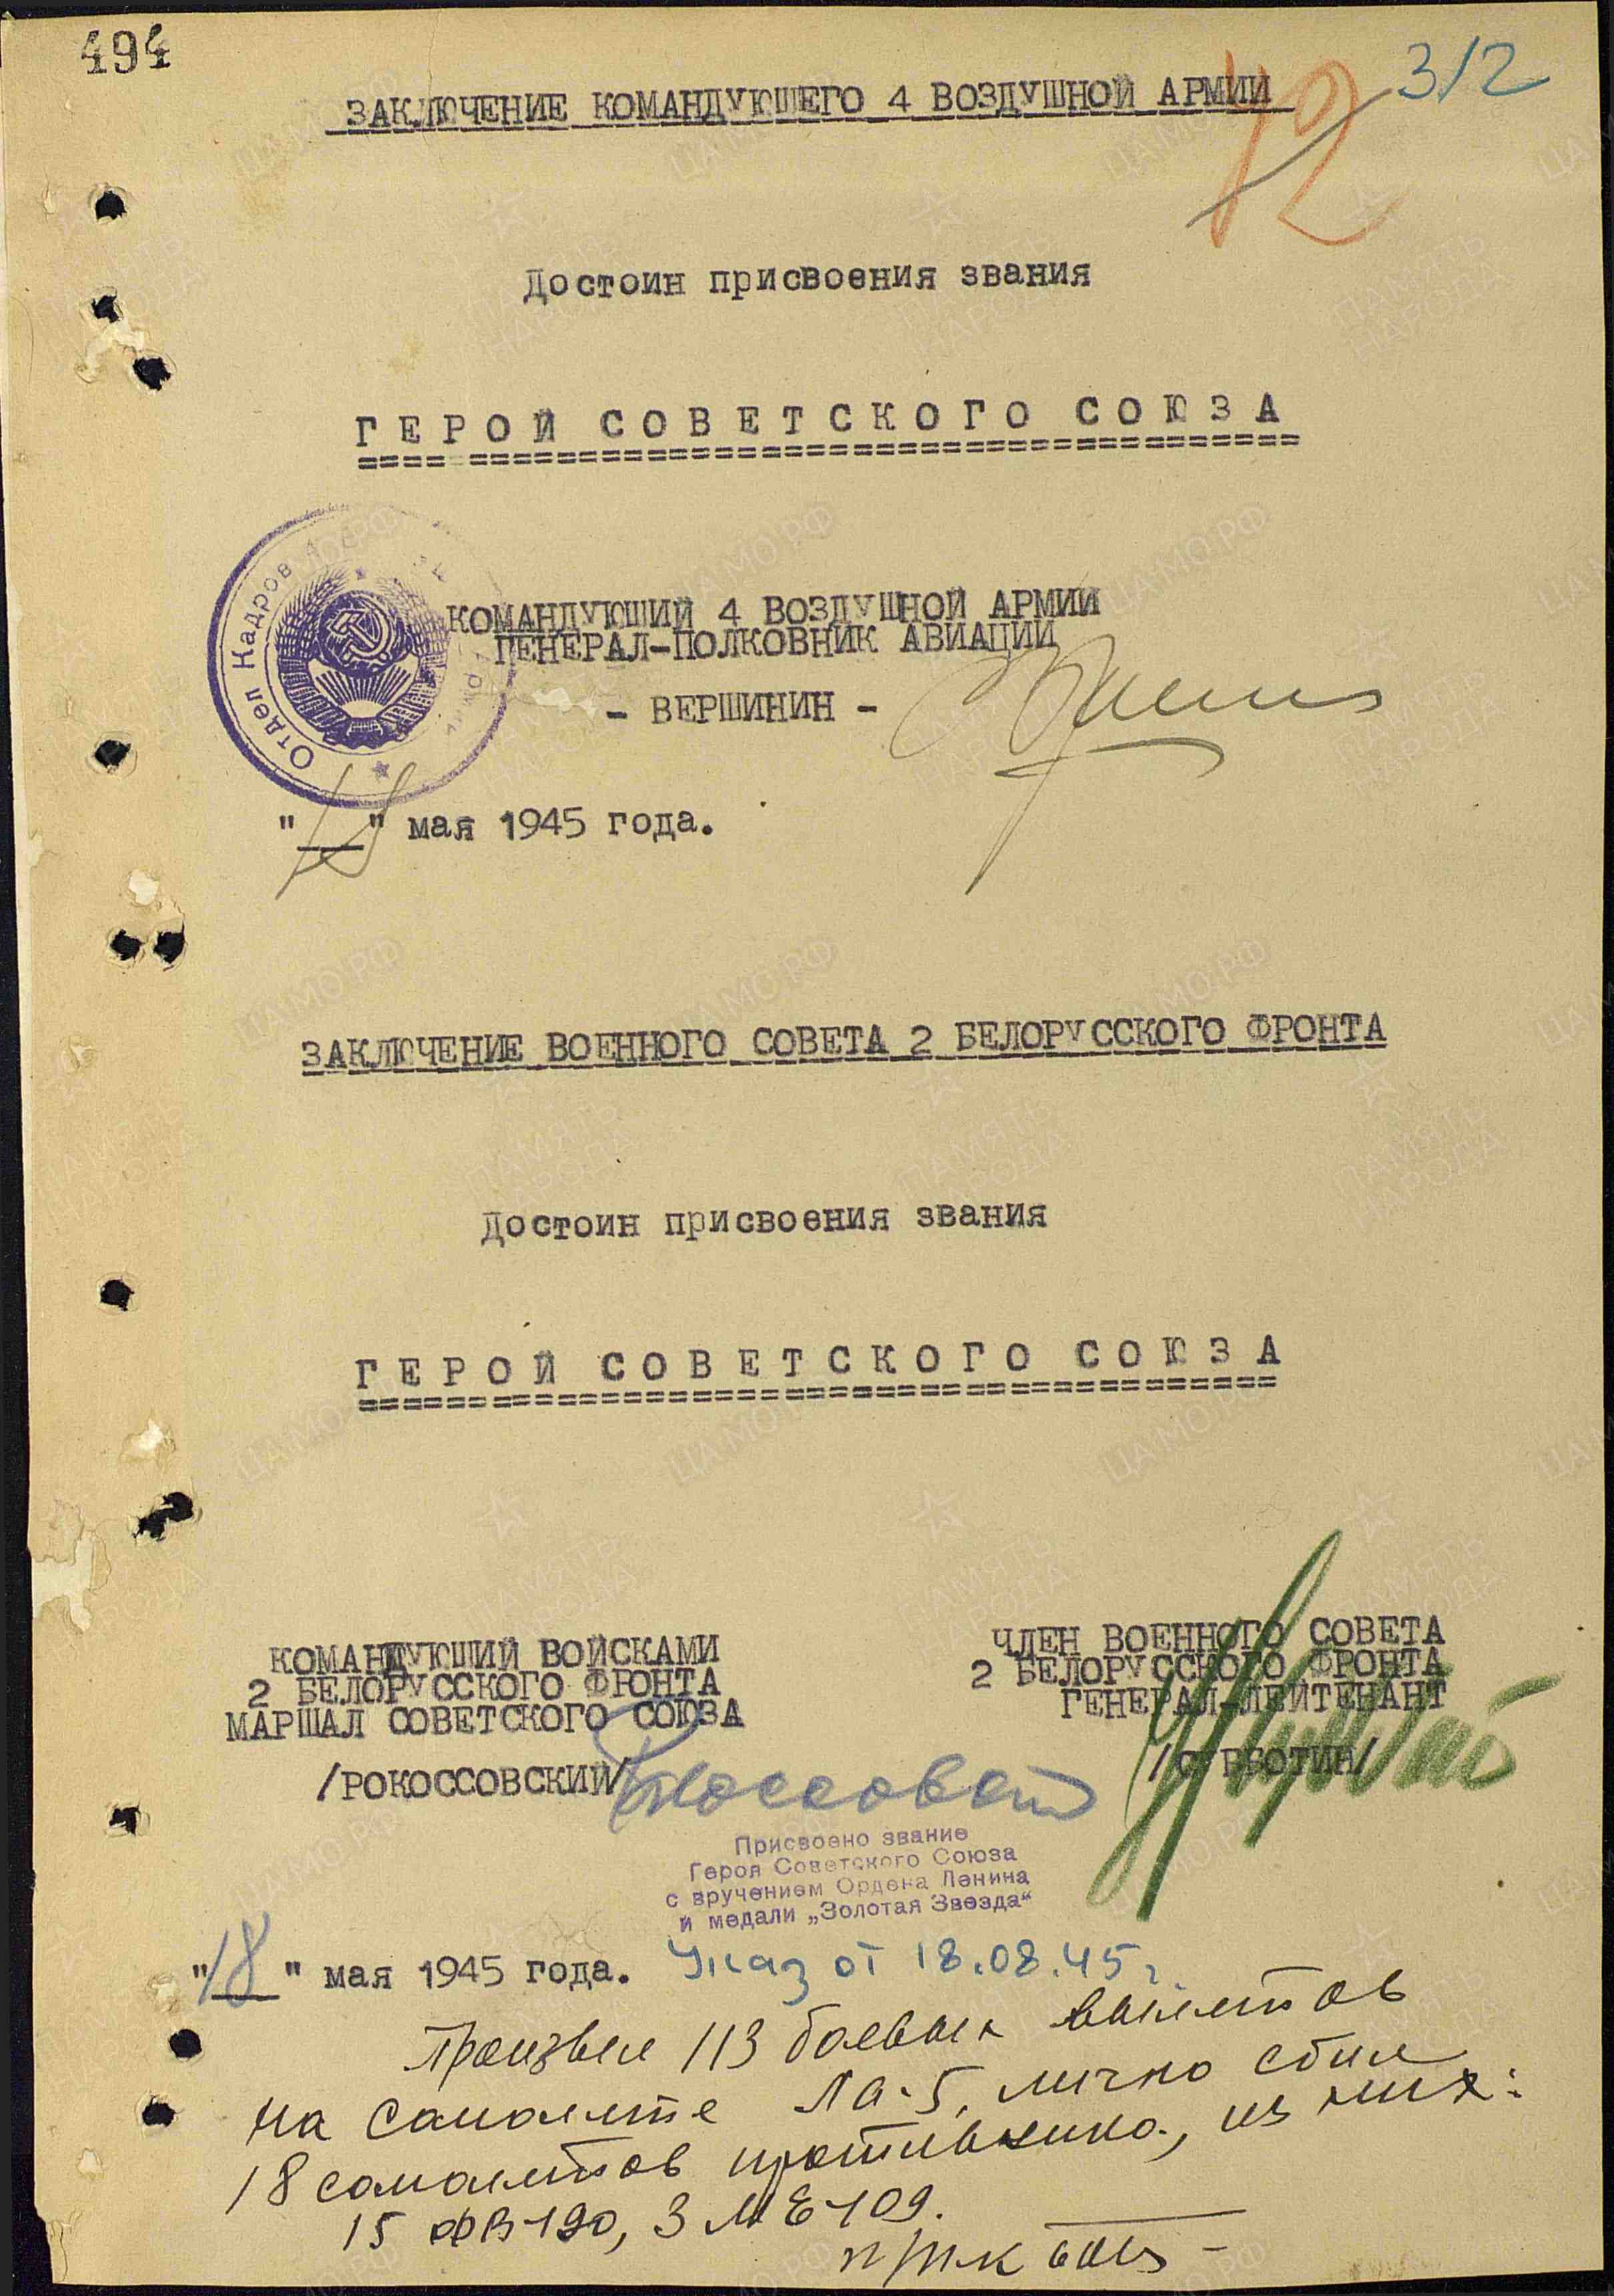 494
312
12
ЗАКЛЮЧЕНИЕ КОМАНДУЮЩЕГО 4 ВОЗДУШНОЙ АРМИИ
Достоин присвоения звания
ГЕРОЙ СОВЕТСКОГО СОЮЗА
Отдел Кадров
КОМАНДУЮЩИЙ 4 ВОЗДУШНОЙ АРМИИ
ГЕНЕРАЛ-ПОЛКОВНИК АВИАЦИИ
- ВЕРШИНИН -
" " мая 1945 года.
ЗАКЛЮЧЕНИЕ ВОЕННОГО СОВЕТА 2 БЕЛОРУССКОГО ФРОНТА
Достоин присвоения звания
ГЕРОЙ СОВЕТСКОГО СОЮЗА
КОМАНДУЮЩИЙ ВОЙСКАМИ
2 БЕЛОРУССКОГО ФРОНТА
МАРШАЛ СОВЕТСКОГО СОЮЗА
/РОКОССОВСКИЙ/
ЧЛЕН ВОЕННОГО СОВЕТА
2 БЕЛОРУССКОГО ФРОНТА
ГЕНЕРАЛ-ЛЕЙТЕНАНТ
/СУББОТИН/
Присвоено звание
Героя Советского Союза
с вручением Ордена Ленина
и медали „Золотая Звезда“
"18" мая 1945 года. Указ от 18.08.45г.
Произвел 113 боевых вылетов
на самолете Ла-5, лично сбил
18 самолетов противника, из них:
15 ФВ-190, 3 МЕ-109.